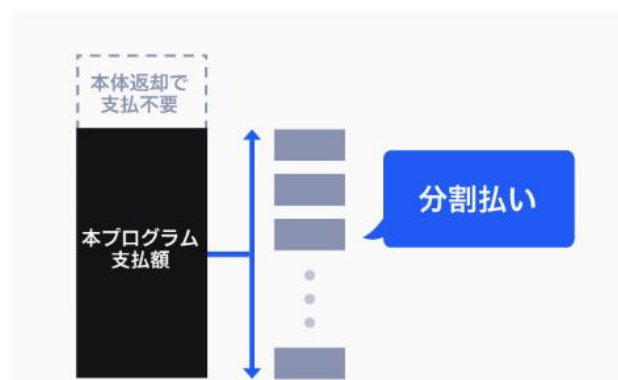 本体返却で
支払不要
本プログラム
支払額
分割払い